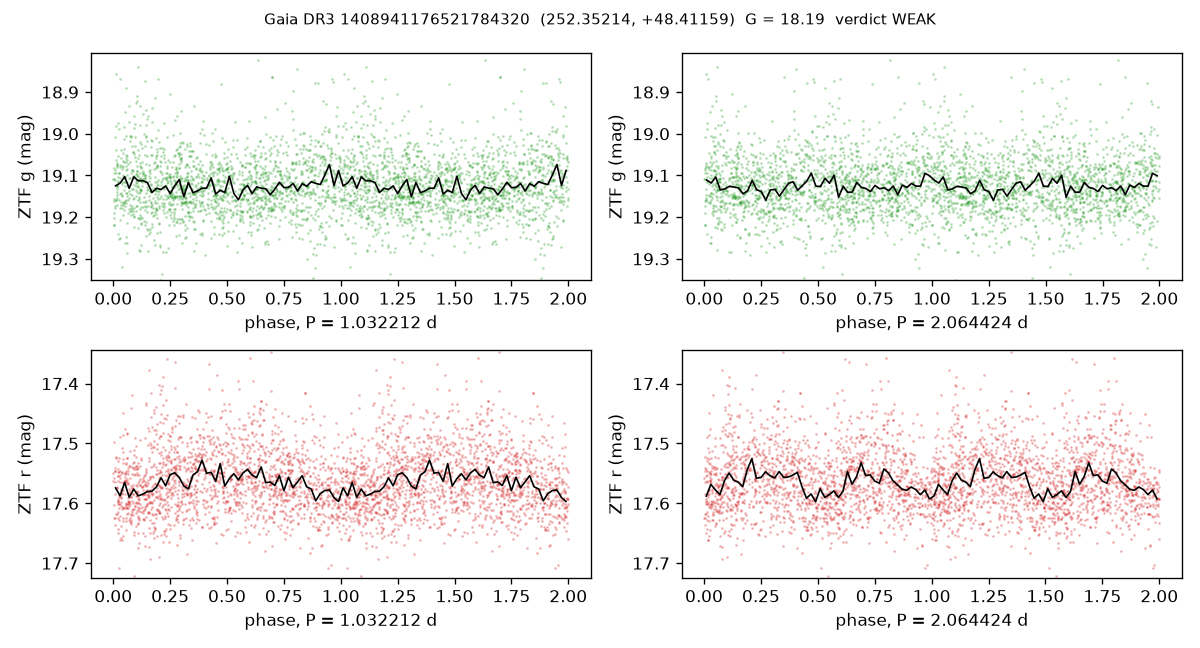 Gaia DR3 1408941176521784320  (252.35214, +48.41159)  G = 18.19  verdict WEAK
ZTF g (mag)
18.9
19.0
19.1
19.2
19.3
0.00 0.25 0.50 0.75 1.00 1.25 1.50 1.75 2.00
phase, P = 1.032212 d
ZTF g (mag)
18.9
19.0
19.1
19.2
19.3
0.00 0.25 0.50 0.75 1.00 1.25 1.50 1.75 2.00
phase, P = 2.064424 d
ZTF r (mag)
17.4
17.5
17.6
17.7
0.00 0.25 0.50 0.75 1.00 1.25 1.50 1.75 2.00
phase, P = 1.032212 d
ZTF r (mag)
17.4
17.5
17.6
17.7
0.00 0.25 0.50 0.75 1.00 1.25 1.50 1.75 2.00
phase, P = 2.064424 d